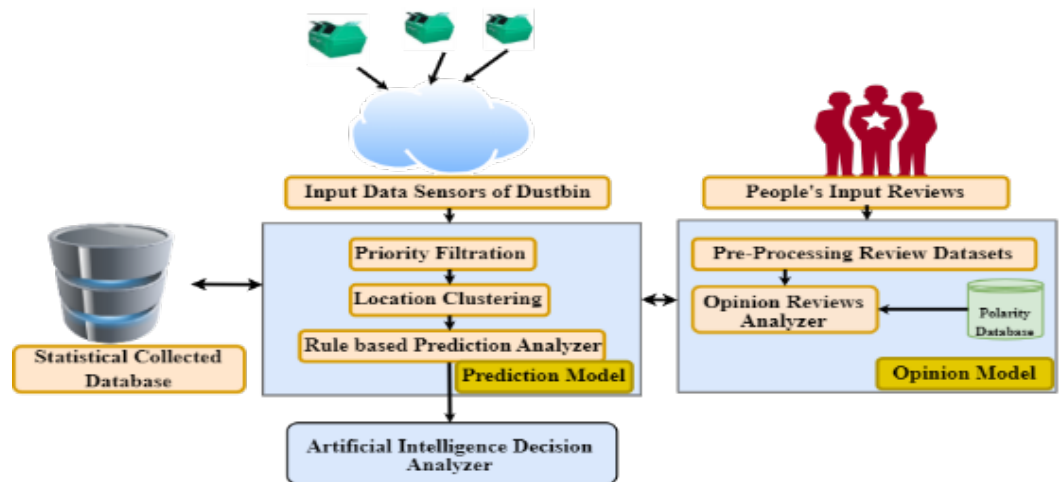 Input Data Sensors of Dustbin
People's Input Reviews
Priority Filtration
Location Clustering
Rule based Prediction Analyzer
Prediction Model
Statistical Collected
Database
Pre-Processing Review Datasets
Opinion Reviews
Analyzer
Polarity
Database
Opinion Model
Artificial Intelligence Decision
Analyzer